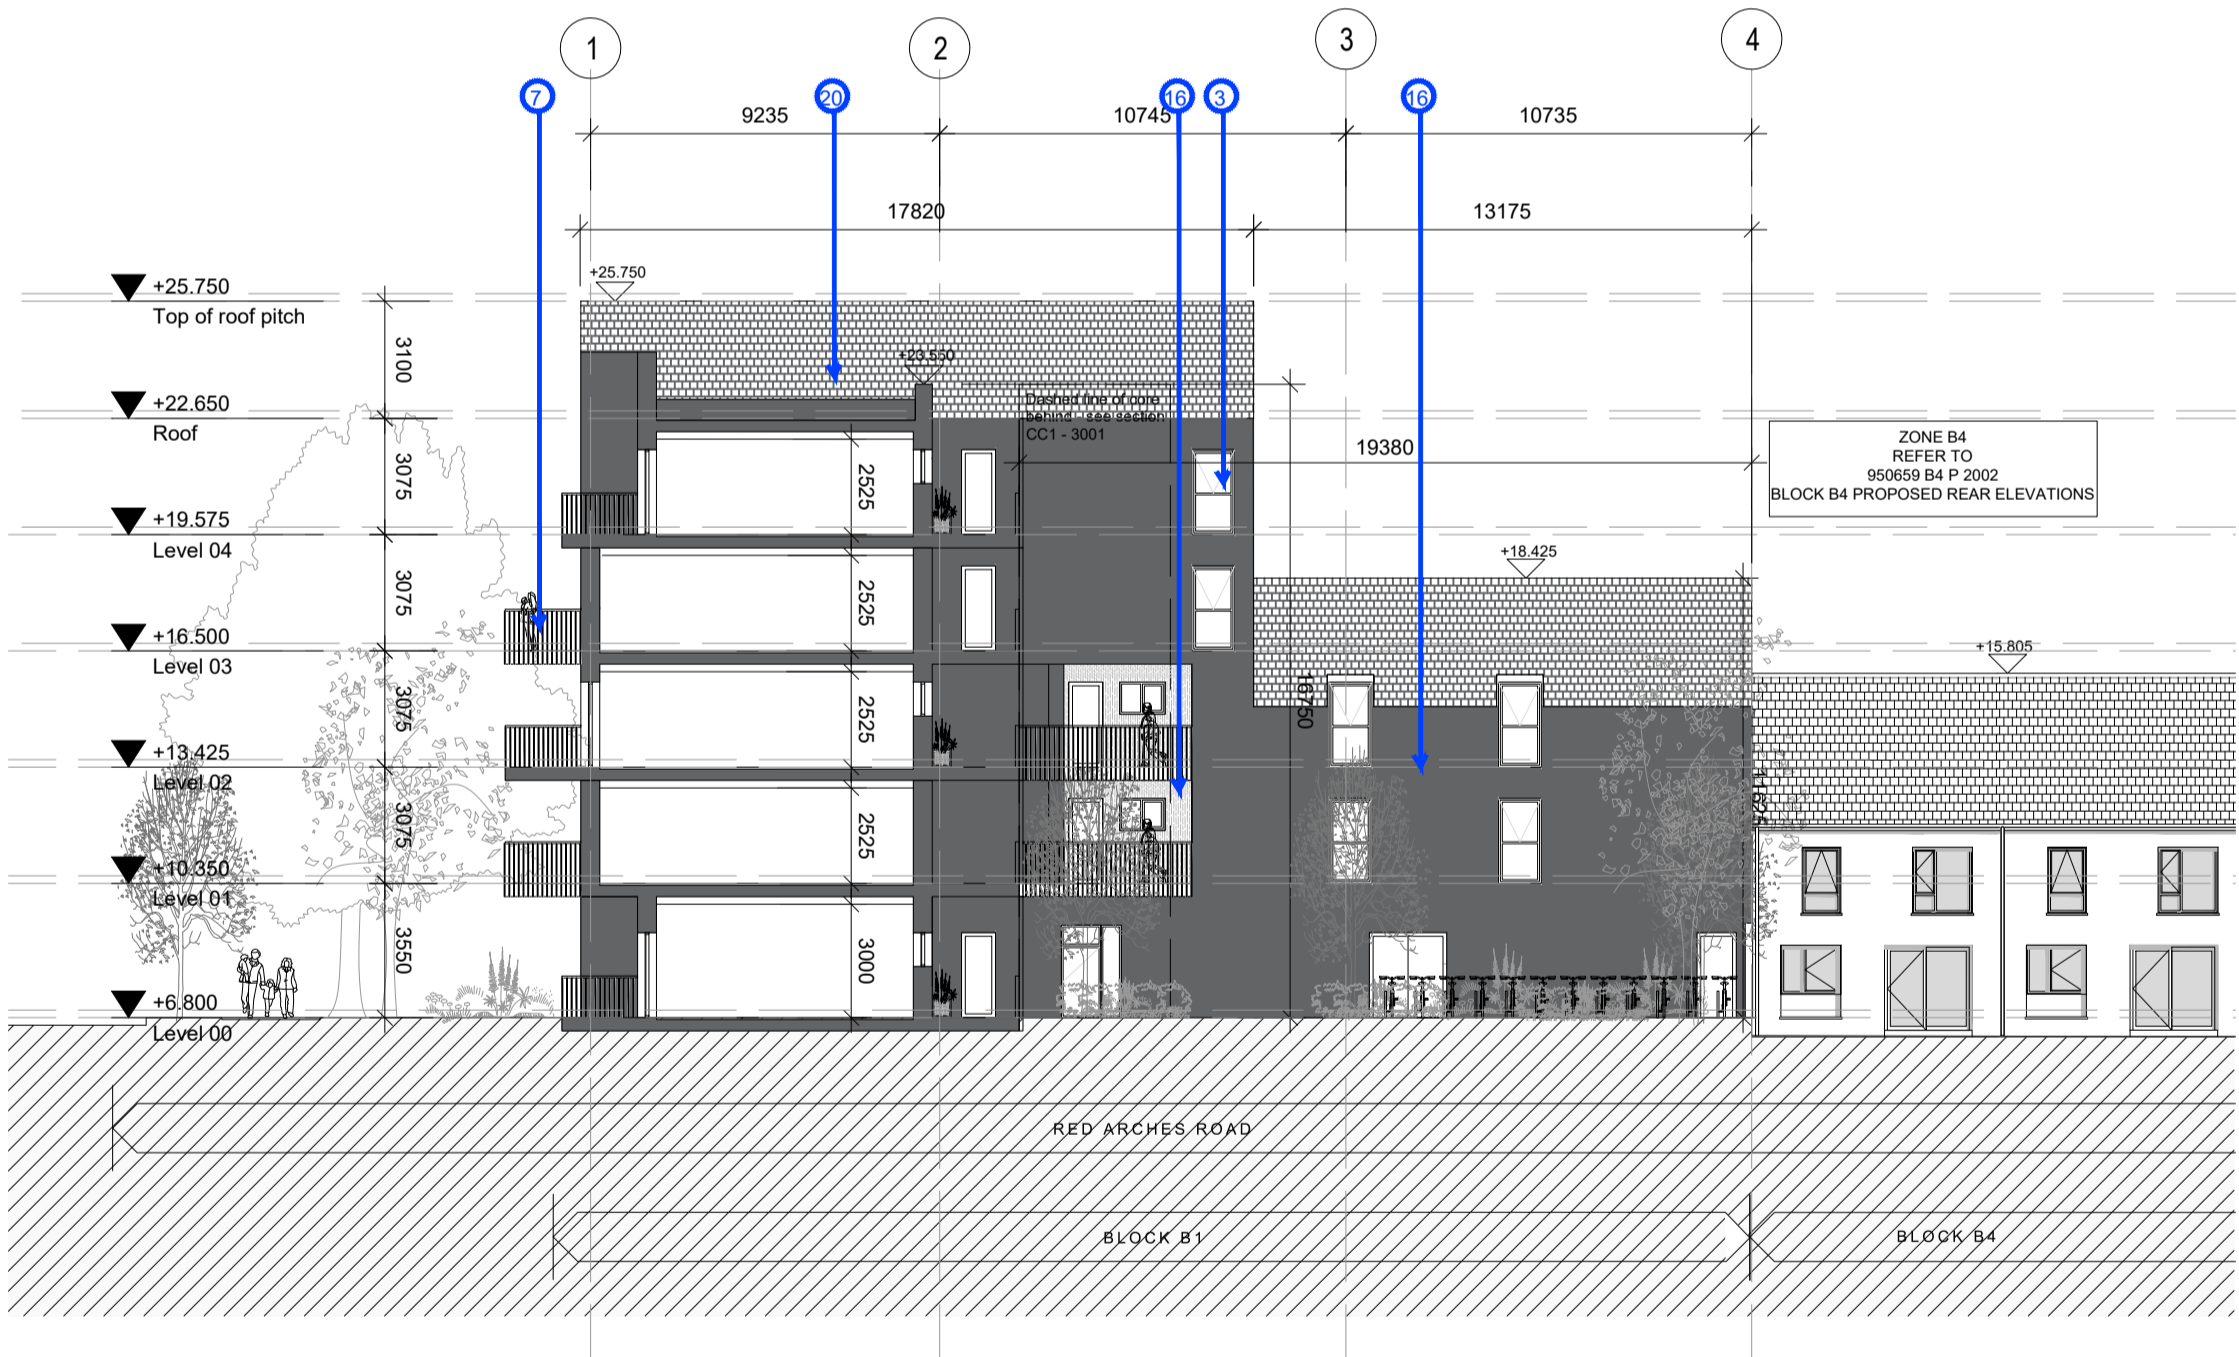 1
2
3
4
7
20
16
3
16
9235
10745
10735
17820
13175
+25.750
+25.750
Top of roof pitch
3100
+23.550
+22.650
Roof
Dashed line of core
behind - see section
CC1 - 3001
19380
ZONE B4
REFER TO
950659 B4 P 2002
BLOCK B4 PROPOSED REAR ELEVATIONS
3075
2525
+19.575
Level 04
+18.425
3075
2525
+16.500
Level 03
+15.805
3075
2525
16750
+13.425
Level 02
3075
2525
+10.350
Level 01
3550
3000
+6.800
Level 00
RED ARCHES ROAD
BLOCK B1
BLOCK B4